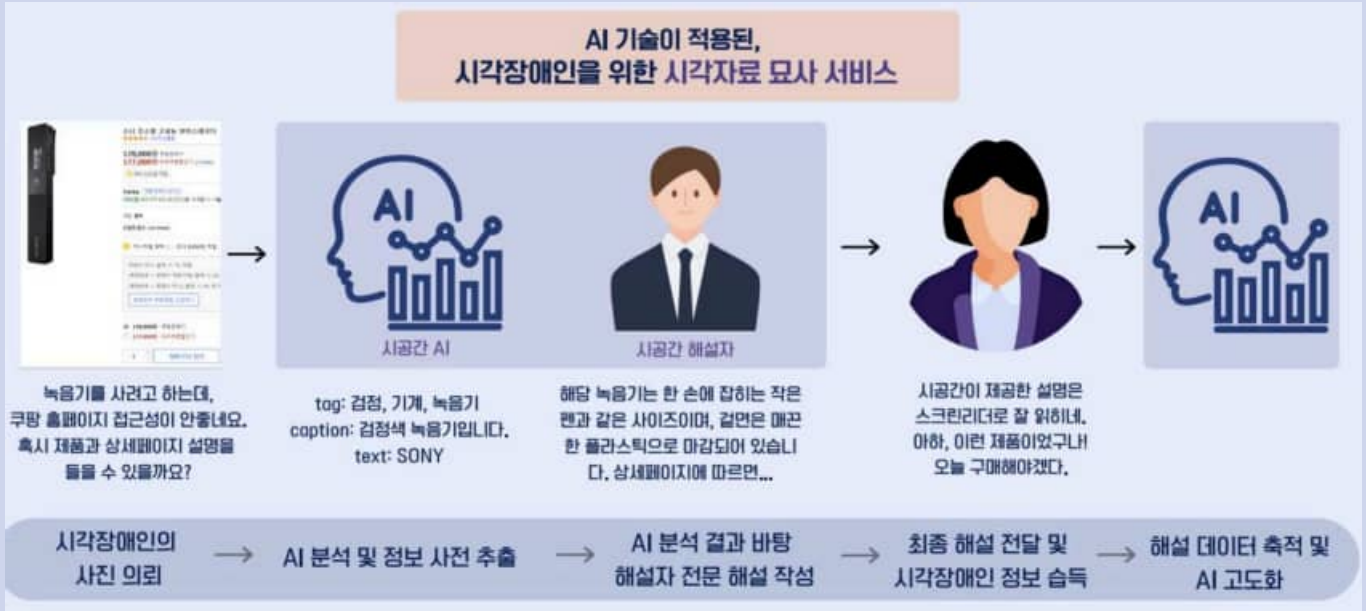 AI 기술이 적용된,
시각장애인을 위한 시각자료 묘사 서비스
녹음기를 사려고 하는데,
쿠팡 홈페이지 접근성이 안좋네요.
혹시 제품과 상세페이지 설명을
들을 수 있을까요?
AI
시공간 AI
tag: 검정, 기계, 녹음기
caption: 검정색 녹음기입니다.
text: SONY
시공간 해설자
해당 녹음기는 한 손에 잡히는 작은
펜과 같은 사이즈이며, 겉면은 매끈
한 플라스틱으로 마감되어 있습니
다. 상세페이지에 따르면...
시공간이 제공한 설명은
스크린리더로 잘 읽히네.
아하, 이런 제품이었구나!
오늘 구매해야겠다.
AI
시각장애인의
사진 의뢰
AI 분석 및 정보 사전 추출
AI 분석 결과 바탕
해설자 전문 해설 작성
최종 해설 전달 및
시각장애인 정보 습득
해설 데이터 축적 및
AI 고도화